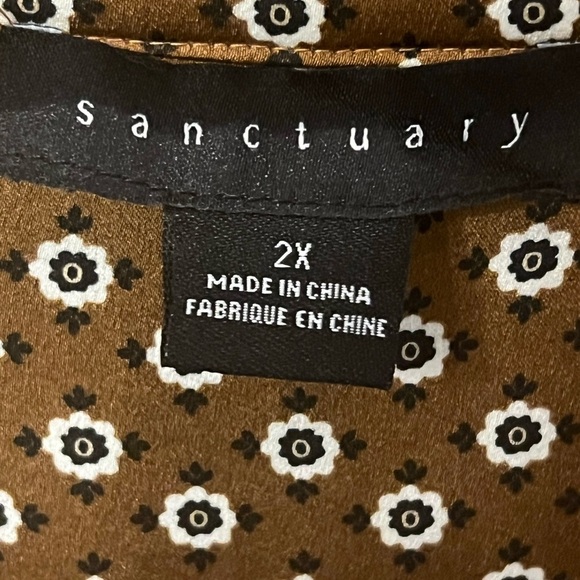 sanctuary
2X
MADE IN CHINA
FABRIQUE EN CHINE